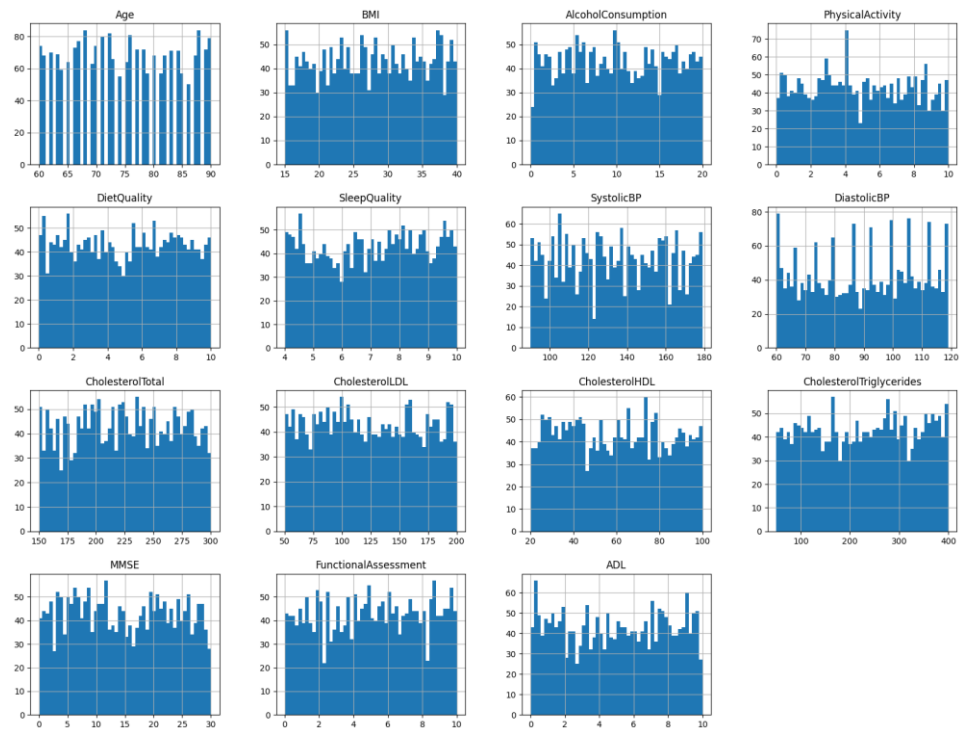 Age BMI AlcoholConsumption PhysicalActivity
80 60 40 20 0
60 65 70 75 80 85 90
50 40 30 20 10 0
15 20 25 30 35 40
50 40 30 20 10 0
0 5 10 15 20
70 60 50 40 30 20 10 0
0 2 4 6 8 10
DietQuality SleepQuality SystolicBP DiastolicBP
50 40 30 20 10 0
0 2 4 6 8 10
50 40 30 20 10 0
4 5 6 7 8 9 10
60 50 40 30 20 10 0
100 120 140 160 180
80 60 40 20 0
60 70 80 90 100 110 120
CholesterolTotal CholesterolLDL CholesterolHDL CholesterolTriglycerides
50 40 30 20 10 0
150 175 200 225 250 275 300
50 40 30 20 10 0
50 75 100 125 150 175 200
60 50 40 30 20 10 0
20 40 60 80 100
50 40 30 20 10 0
100 200 300 400
MMSE FunctionalAssessment ADL
50 40 30 20 10 0
0 5 10 15 20 25 30
50 40 30 20 10 0
0 2 4 6 8 10
60 50 40 30 20 10 0
0 2 4 6 8 10